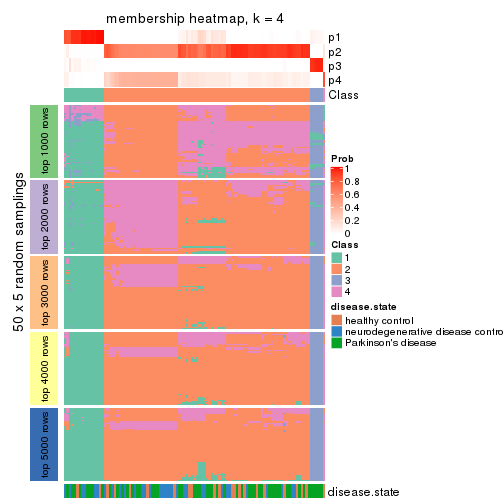 membership heatmap, k = 4
p1
p2
p3
p4
Class
50 x 5 random samplings
top 1000 rows
top 2000 rows
top 3000 rows
top 4000 rows
top 5000 rows
disease.state
Prob
1
0.8
0.6
0.4
0.2
0
Class
1
2
3
4
disease.state
healthy control
neurodegenerative disease contro
Parkinson's disease